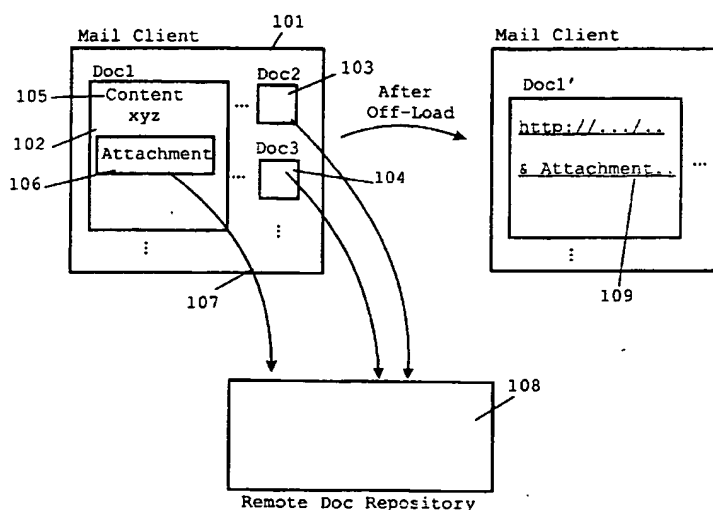 Mail Client
101
Doc1
105
Content
xyz
102
Attachment
106
Doc2
103
...
Doc3
104
....
107
After
Off-Load
Mail Client
Doc1'
http://.../..
& Attachment..
...
109
108
Remote Doc Repository